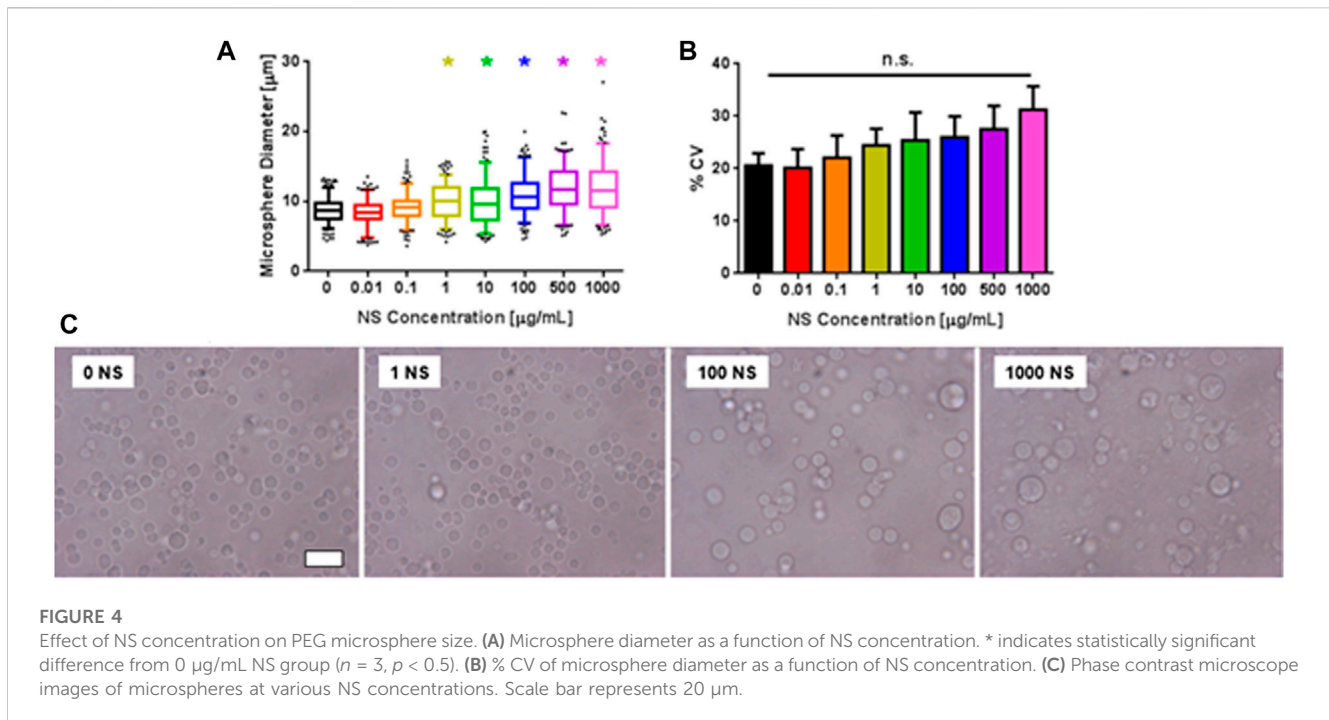 A
Microsphere Diameter [μm]
30
20
10
0
* * * * *
0 0.01 0.1 1 10 100 500 1000
NS Concentration [μg/mL]
B
% CV
40
30
20
10
0
n.s.
0 0.01 0.1 1 10 100 500 1000
NS Concentration [μg/mL]
C
0 NS
1 NS
100 NS
1000 NS
FIGURE 4
Effect of NS concentration on PEG microsphere size. (A) Microsphere diameter as a function of NS concentration. * indicates statistically significant
difference from 0 μg/mL NS group (n = 3, p < 0.5). (B) % CV of microsphere diameter as a function of NS concentration. (C) Phase contrast microscope
images of microspheres at various NS concentrations. Scale bar represents 20 μm.